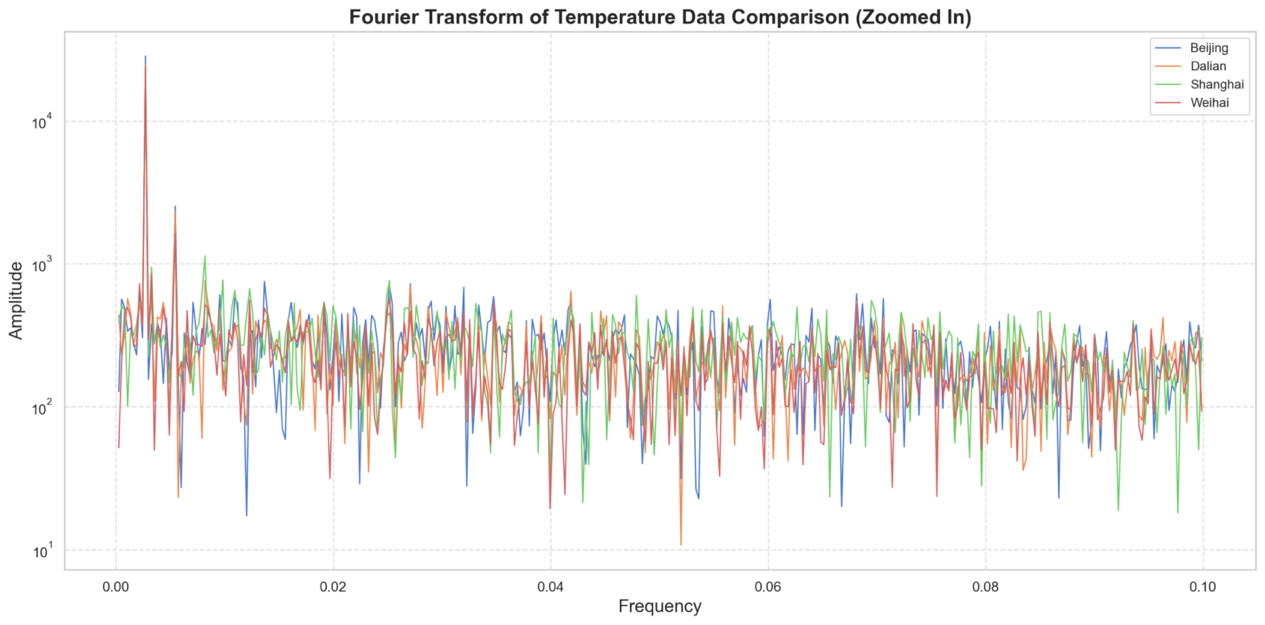 Fourier Transform of Temperature Data Comparison (Zoomed In)
Beijing
Dalian
Shanghai
Weihai
Amplitude
10^4
10^3
10^2
10^1
0.00 0.02 0.04 0.06 0.08 0.10
Frequency